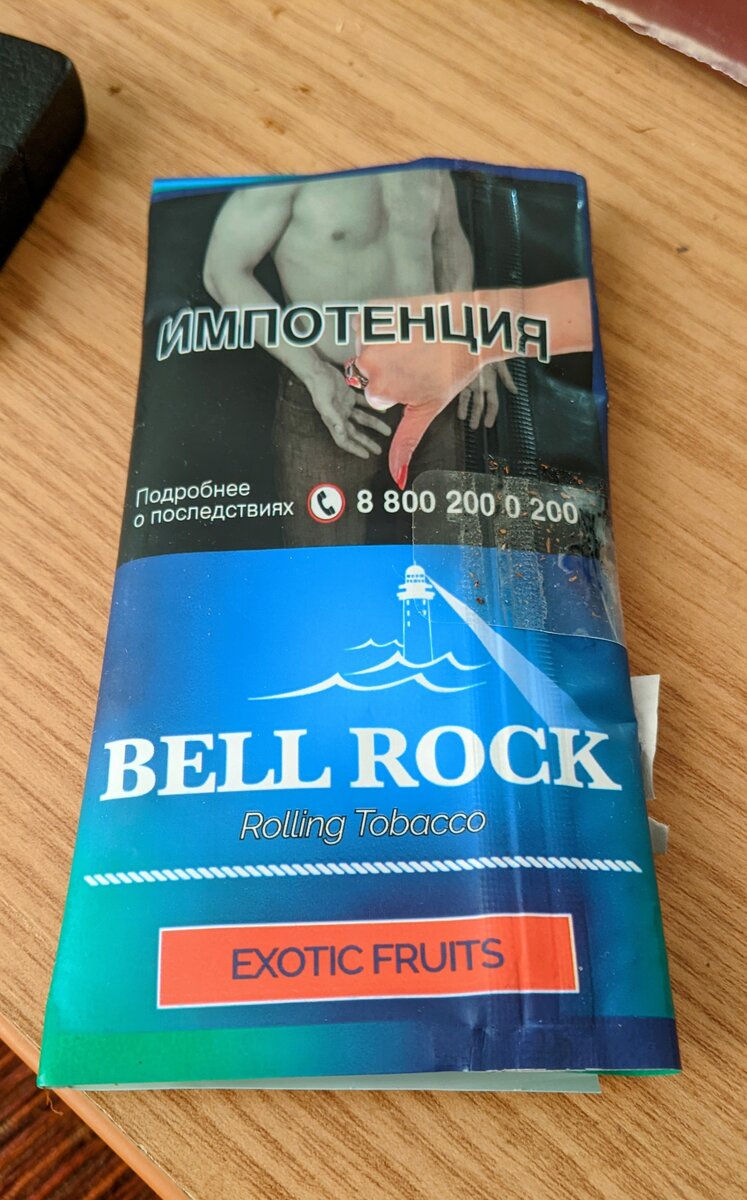 ИМПОТЕНЦИЯ
Подробнее
о последствиях 8 800 200 0 200
BELL ROCK
Rolling Tobacco
EXOTIC FRUITS